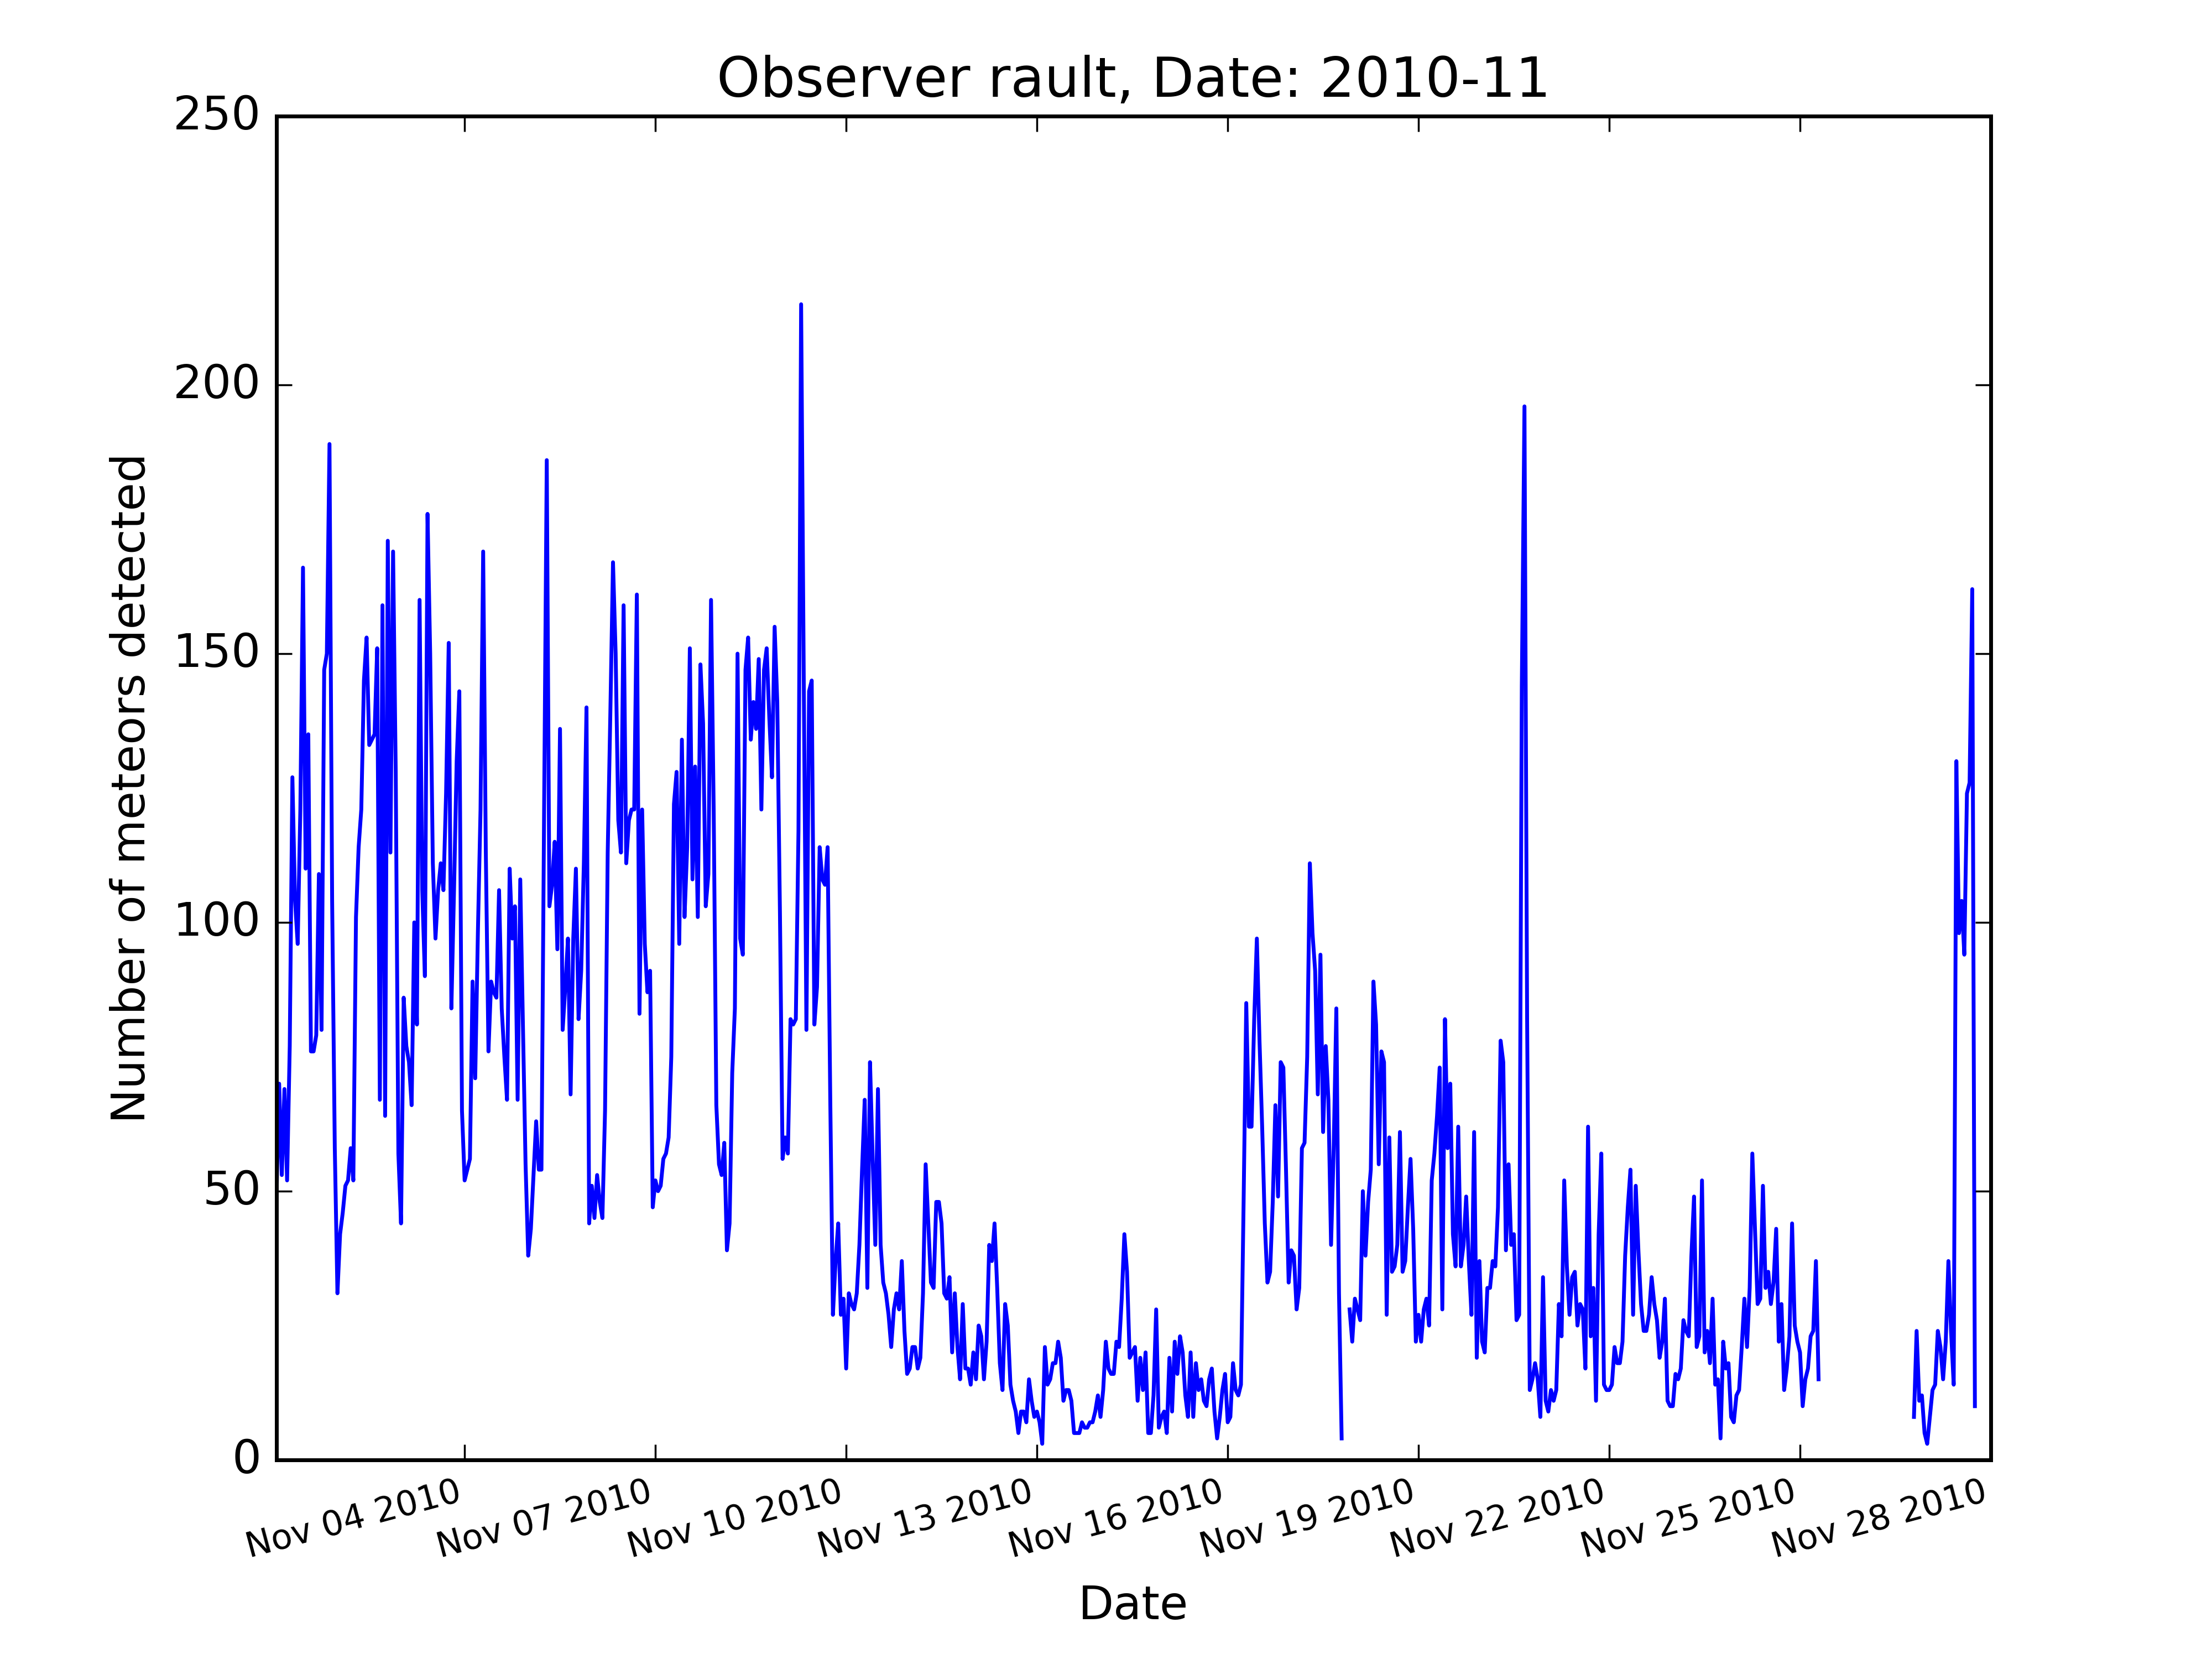 Observer rault, Date: 2010-11
250
200
150
100
50
0
Number of meteors detected
Nov 04 2010
Nov 07 2010
Nov 10 2010
Nov 13 2010
Nov 16 2010
Nov 19 2010
Nov 22 2010
Nov 25 2010
Nov 28 2010
Date